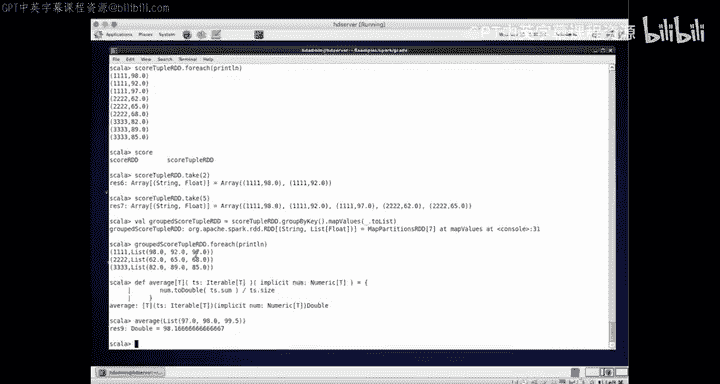 GPT中英字幕课程资源@bilibili.com
hdserver [Running]
Applications Places System
hdadmin@hdserver
File Edit View Search Terminal Help
scala> scoreTupleRDD.foreach(println)
(1111,98.0)
(1111,92.0)
(1111,97.0)
(2222,62.0)
(2222,65.0)
(2222,68.0)
(3333,82.0)
(3333,89.0)
(3333,85.0)
scala> score
scoreRDD scoreTupleRDD
scala> scoreTupleRDD.take(2)
res6: Array[(String, Float)] = Array((1111,98.0), (1111,92.0))
scala> scoreTupleRDD.take(5)
res7: Array[(String, Float)] = Array((1111,98.0), (1111,92.0), (1111,97.0), (2222,62.0), (2222,65.0))
scala> val groupedScoreTupleRDD = scoreTupleRDD.groupByKey().mapValues(_.toList)
groupedScoreTupleRDD: org.apache.spark.rdd.RDD[(String, List[Float])] = MapPartitionsRDD[7] at mapValues at <console>:31
scala> groupedScoreTupleRDD.foreach(println)
(1111,List(98.0, 92.0, 97.0))
(2222,List(62.0, 65.0, 68.0))
(3333,List(82.0, 89.0, 85.0))
scala> def average[T]( ts: Iterable[T] )( implicit num: Numeric[T] ) = {
| num.toDouble( ts.sum ) / ts.size
| }
average: [T](ts: Iterable[T])(implicit num: Numeric[T])Double
scala> average(List(97.0, 98.0, 99.5))
res9: Double = 98.16666666666667
scala>
bilibili